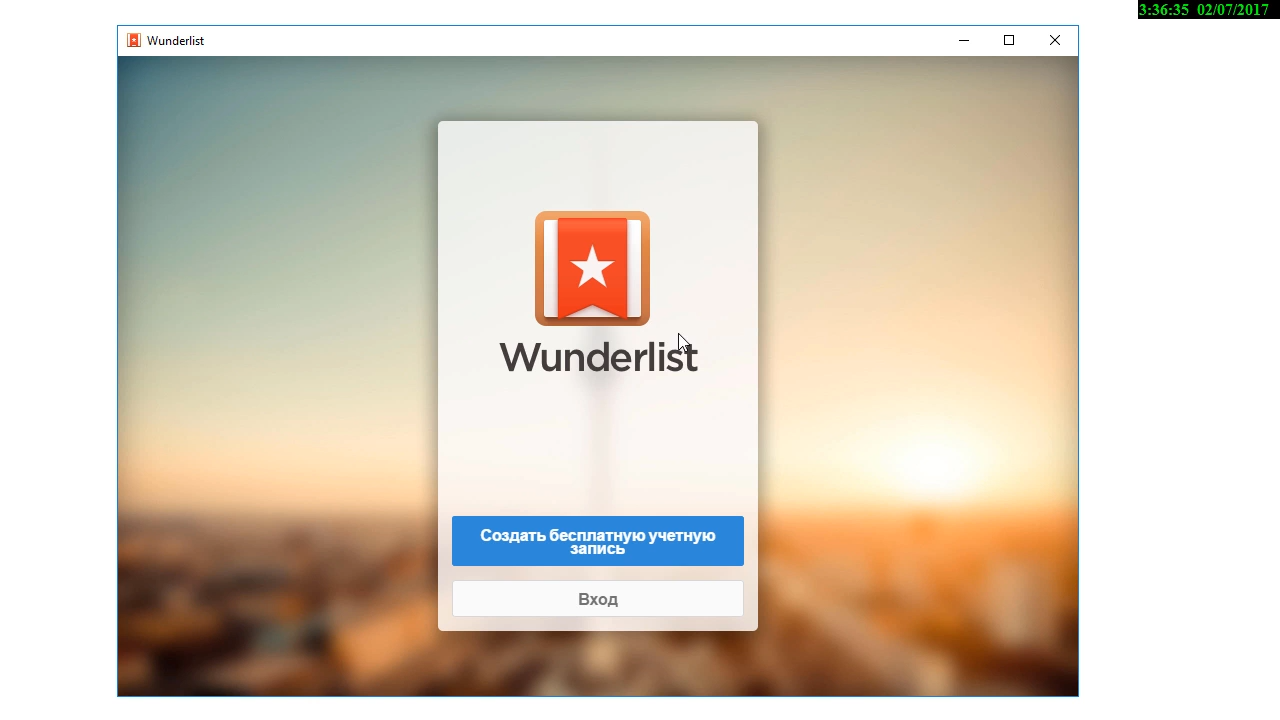 3:36:35 02/07/2017
Wunderlist
Wunderlist
Создать бесплатную учетную
запись
Вход